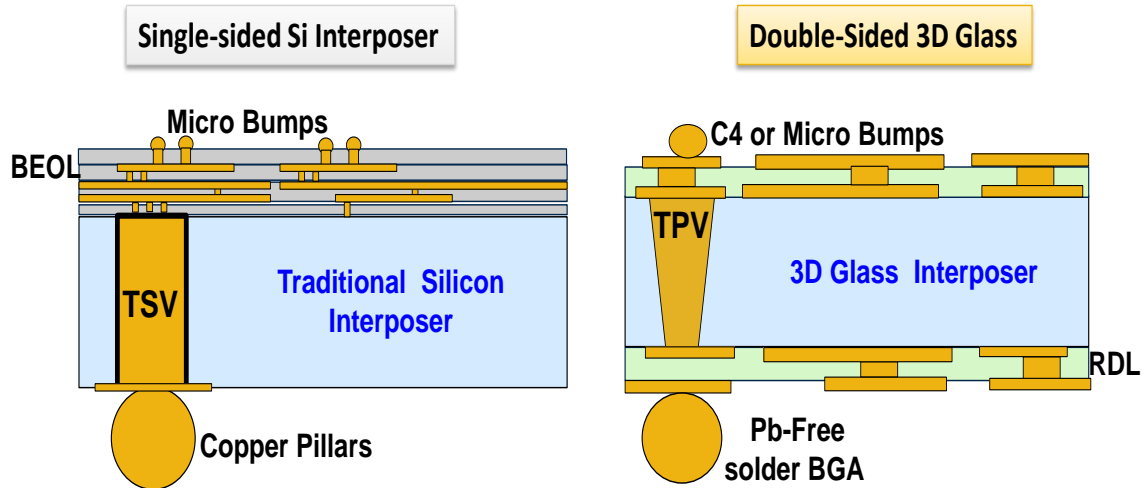 Single-sided Si Interposer
Double-Sided 3D Glass
Micro Bumps
BEOL
TSV
Traditional Silicon
Interposer
Copper Pillars
C4 or Micro Bumps
TPV
3D Glass Interposer
RDL
Pb-Free
solder BGA